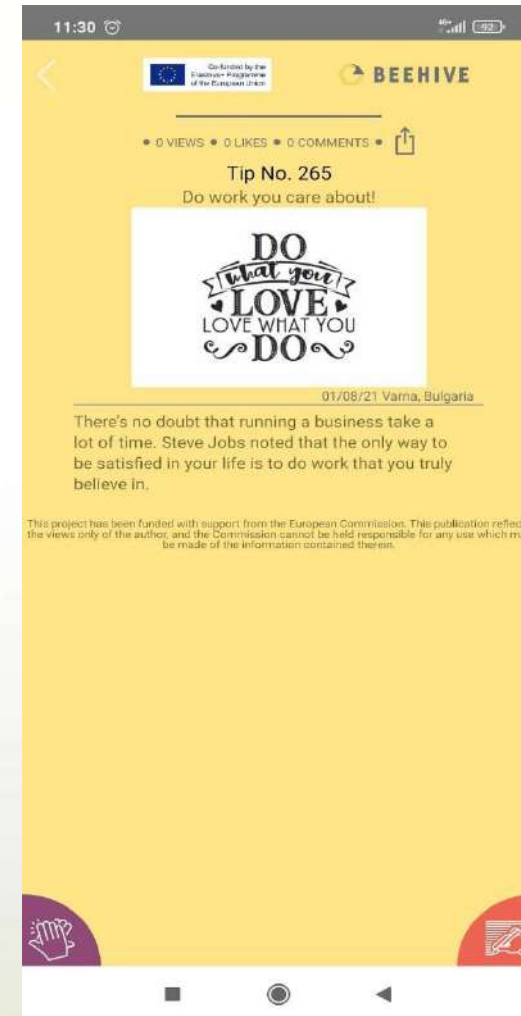 11:30
92
Co-funded by the
Erasmus+ Programme
of the European Union
BEEHIVE
• 0 VIEWS • 0 LIKES • 0 COMMENTS •
Tip No. 265
Do work you care about!
DO
what you
LOVE
LOVE WHAT YOU
DO
01/08/21 Varna, Bulgaria
There's no doubt that running a business take a
lot of time. Steve Jobs noted that the only way to
be satisfied in your life is to do work that you truly
believe in.
This project has been funded with support from the European Commission. This publication reflec
the views only of the author, and the Commission cannot be held responsible for any use which m
be made of the information contained therein.